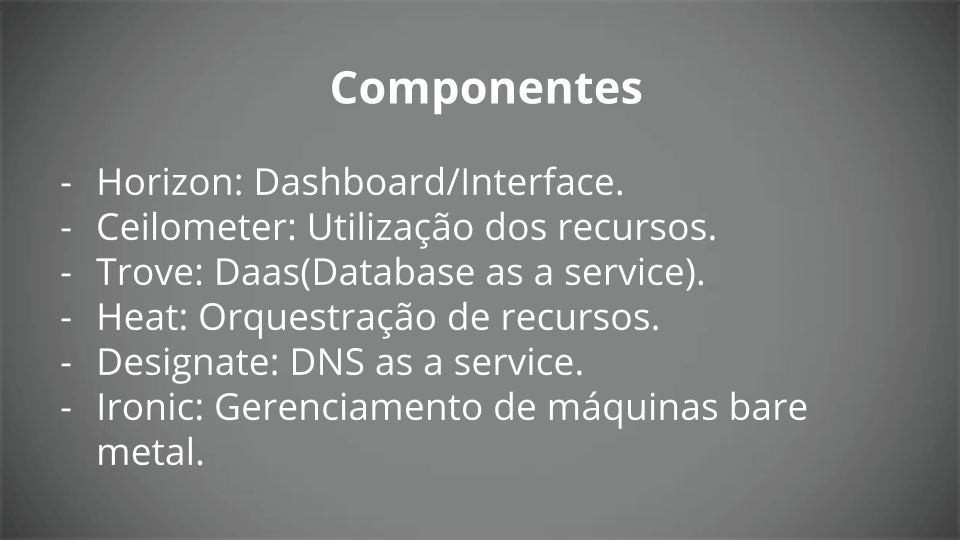 Componentes
- Horizon: Dashboard/Interface.
- Ceilometer: Utilização dos recursos.
- Trove: Daas(Database as a service).
- Heat: Orquestração de recursos.
- Designate: DNS as a service.
- Ironic: Gerenciamento de máquinas bare
metal.